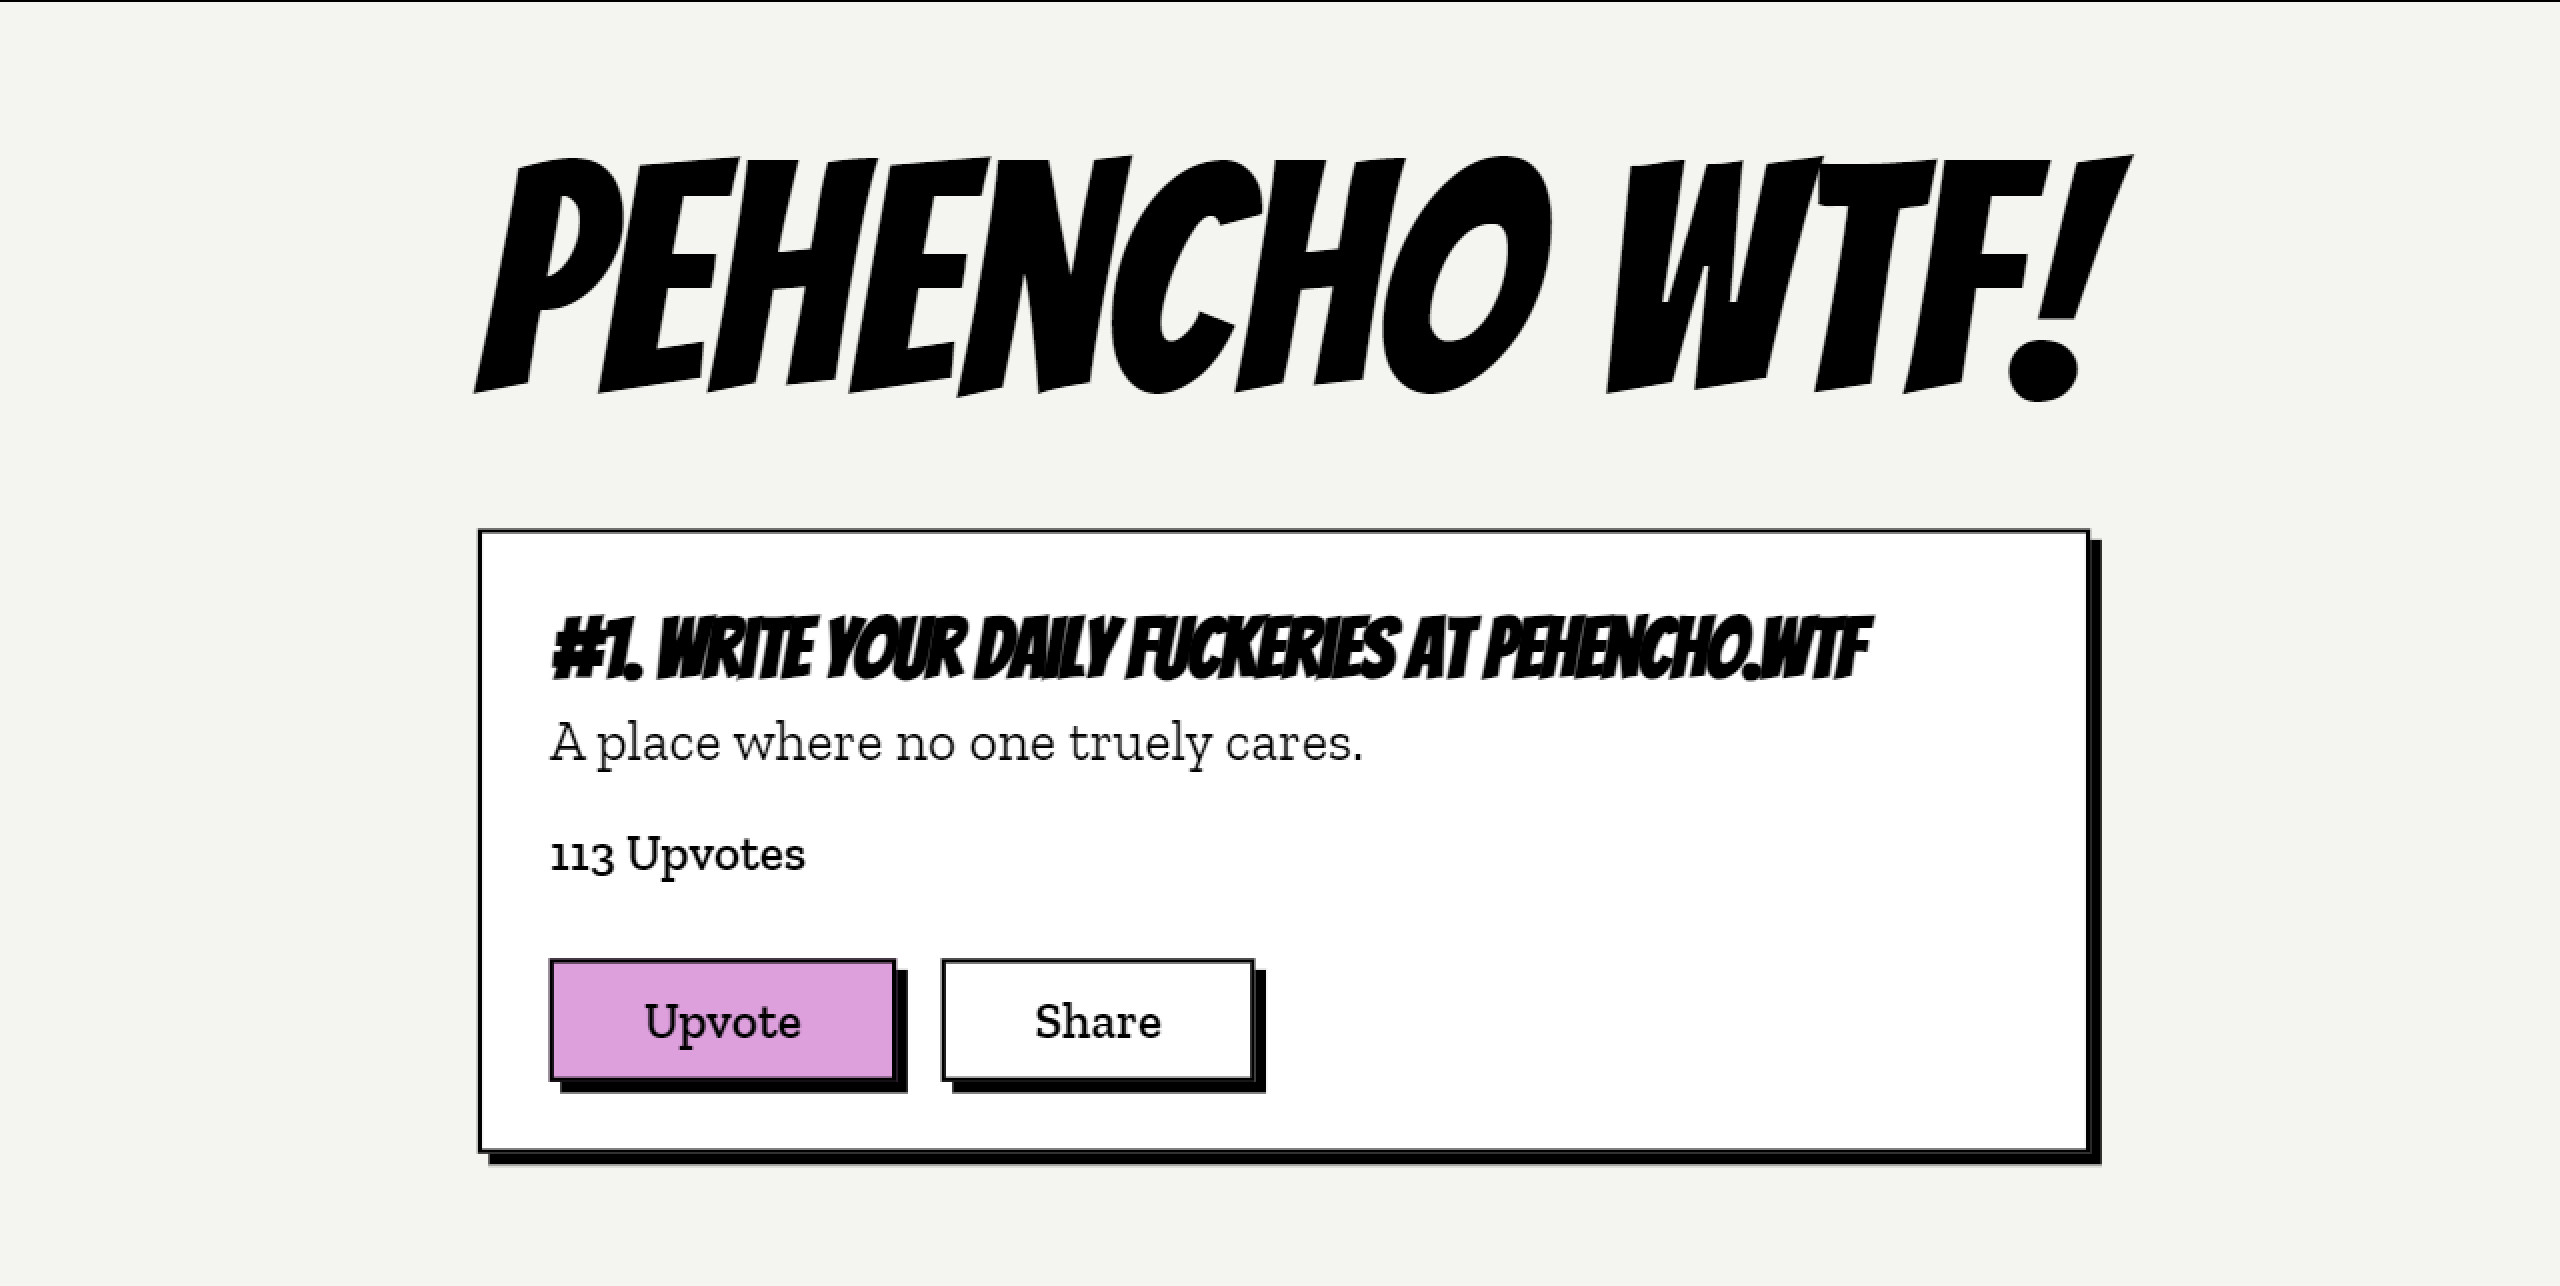 PEHENCHO WTF!
#1. WRITE YOUR DAILY FUCKERIES AT PEHENCHO.WTF
A place where no one truely cares.
113 Upvotes
Upvote
Share